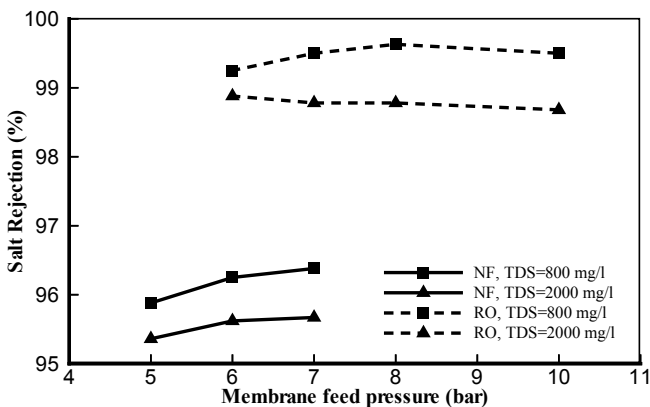 100
99
98
97
96
95
Salt Rejection (%)
NF, TDS=800 mg/l
NF, TDS=2000 mg/l
RO, TDS=800 mg/l
RO, TDS=2000 mg/l
4 5 6 7 8 9 10 11
Membrane feed pressure (bar)